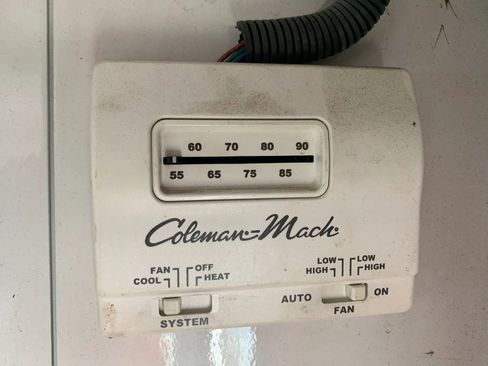 60 70 80 90
55 65 75 85
Coleman-Mach
FAN OFF
COOL HEAT
SYSTEM
LOW LOW
HIGH HIGH
AUTO ON
FAN